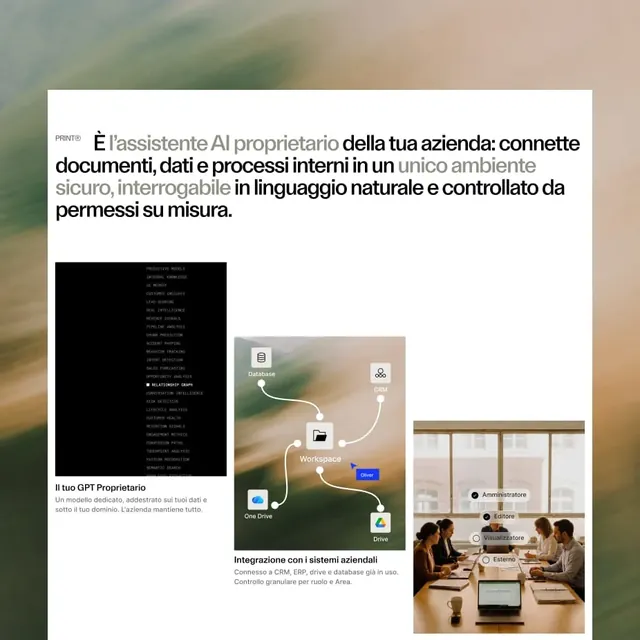 PRINT®
È l'assistente AI proprietario della tua azienda: connette
documenti, dati e processi interni in un unico ambiente
sicuro, interrogabile in linguaggio naturale e controllato da
permessi su misura.
PREDICTIVE MODELS
INTERNAL KNOWLEDGE
AI MEMORY
CUSTOMER INSIGHTS
LEAD SCORING
DEAL INTELLIGENCE
PIPELINE ANALYSIS
ACCOUNT MAPPING
BEHAVIOR TRACKING
INTENT DETECTION
SALES FORECASTING
OPPORTUNITY ANALYSIS
RELATIONSHIP GRAPH
CONVERSATION INTELLIGENCE
RISK DETECTION
LIFECYCLE ANALYSIS
CUSTOMER HEALTH
RETENTION SIGNALS
ENGAGEMENT METRICS
CONVERSION PATHS
TOUCHPOINT ANALYSIS
PATTERN RECOGNITION
SEMANTIC SEARCH
Il tuo GPT Proprietario
Un modello dedicato, addestrato sui tuoi dati e
sotto il tuo dominio. L'azienda mantiene tutto.
Database
CRM
Workspace
Oliver
One Drive
Drive
Integrazione con i sistemi aziendali
Connesso a CRM, ERP, drive e database già in uso.
Controllo granulare per ruolo e Area.
Amministratore
Editore
Visualizzatore
Esterno